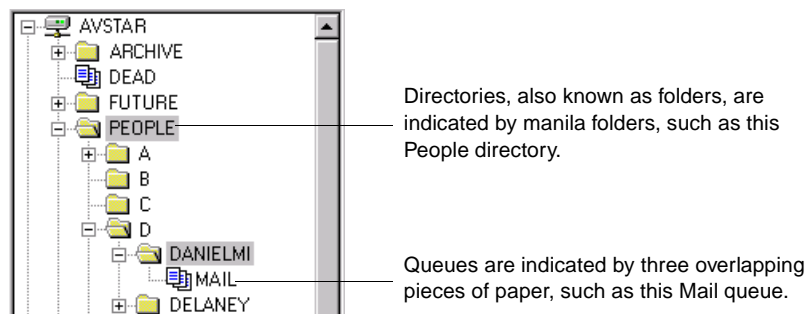 AVSTAR
ARCHIVE
DEAD
FUTURE
PEOPLE
A
B
C
D
DANIELMI
MAIL
DELANEY
Directories, also known as folders, are
indicated by manila folders, such as this
People directory.
Queues are indicated by three overlapping
pieces of paper, such as this Mail queue.